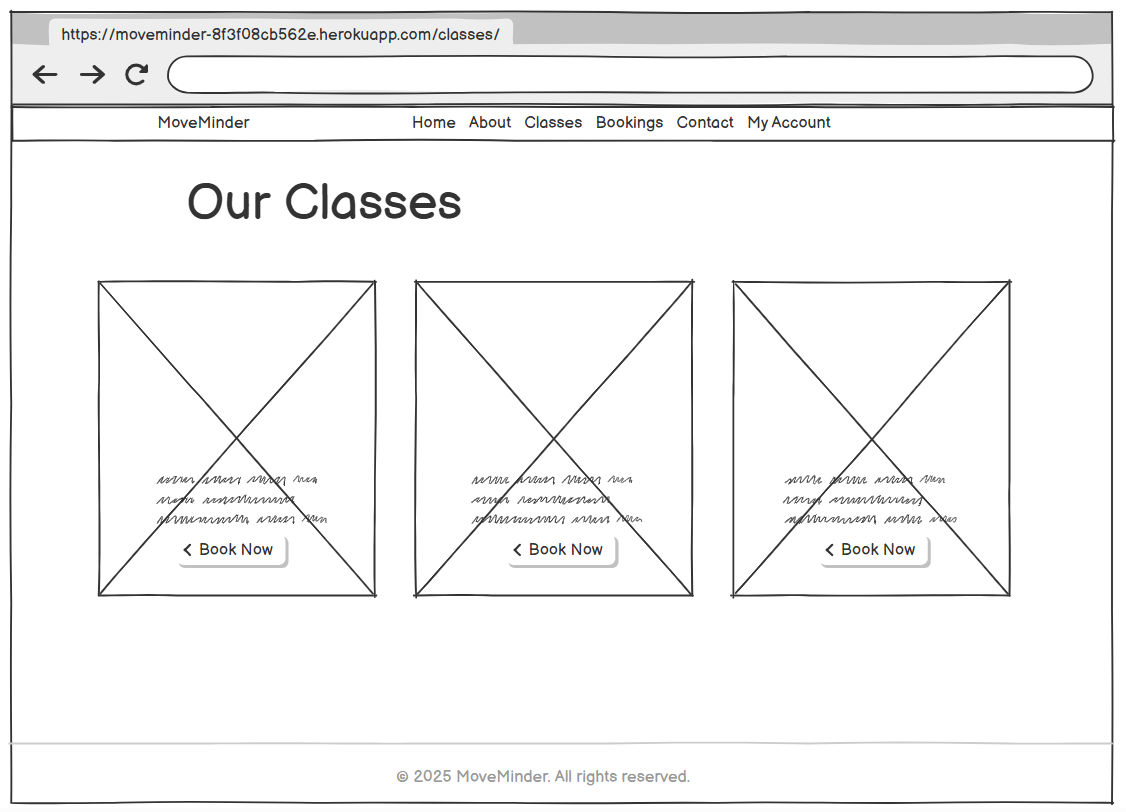 https://moveminder-8f3f08cb562e.herokuapp.com/classes/
MoveMinder Home About Classes Bookings Contact My Account
Our Classes
Book Now Book Now Book Now
© 2025 MoveMinder. All rights reserved.